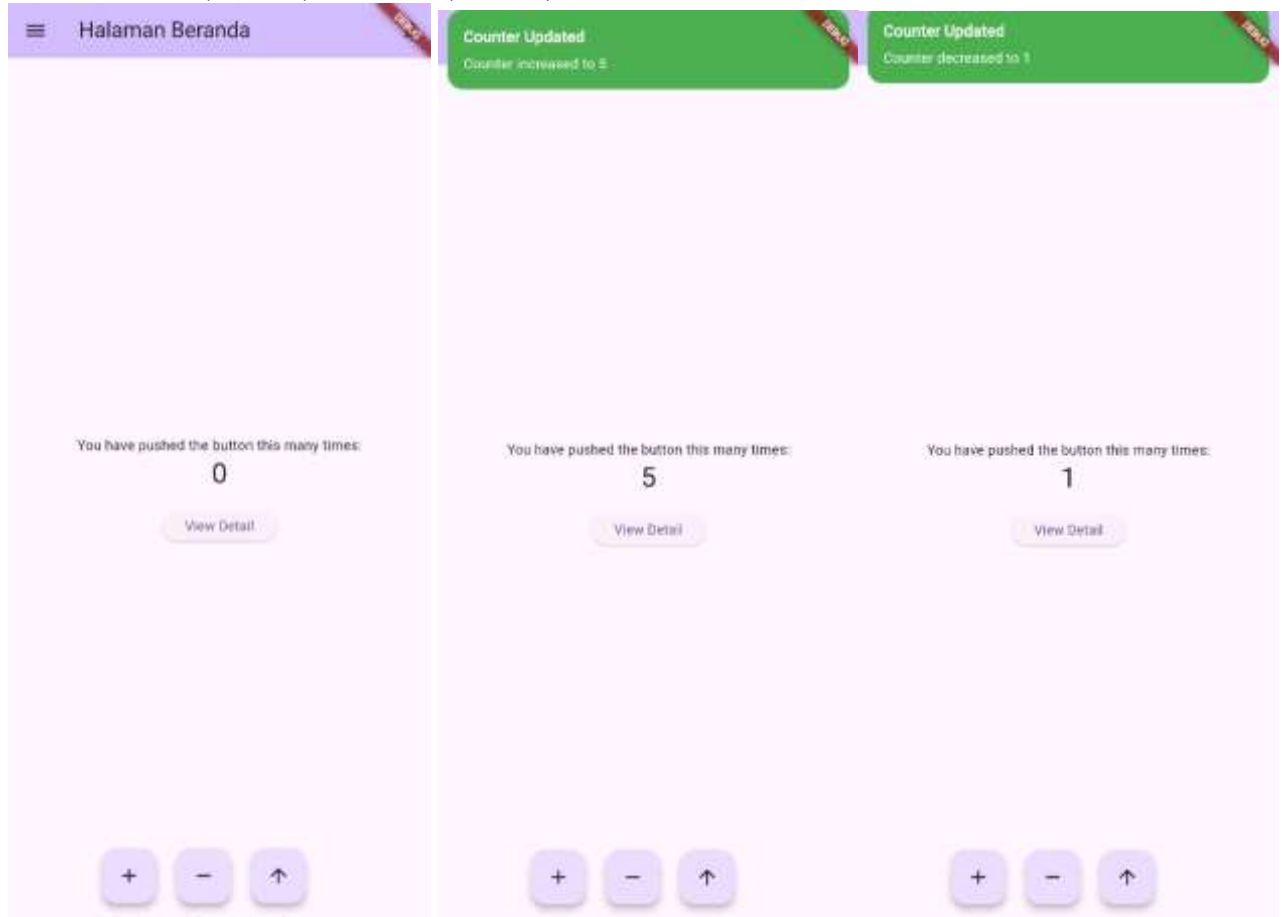 Halaman Beranda
DEBUG
You have pushed the button this many times:
0
View Detail
+ − ↑
Counter Updated
Counter increased to 5
DEBUG
You have pushed the button this many times:
5
View Detail
+ − ↑
Counter Updated
Counter decreased to 1
DEBUG
You have pushed the button this many times:
1
View Detail
+ − ↑